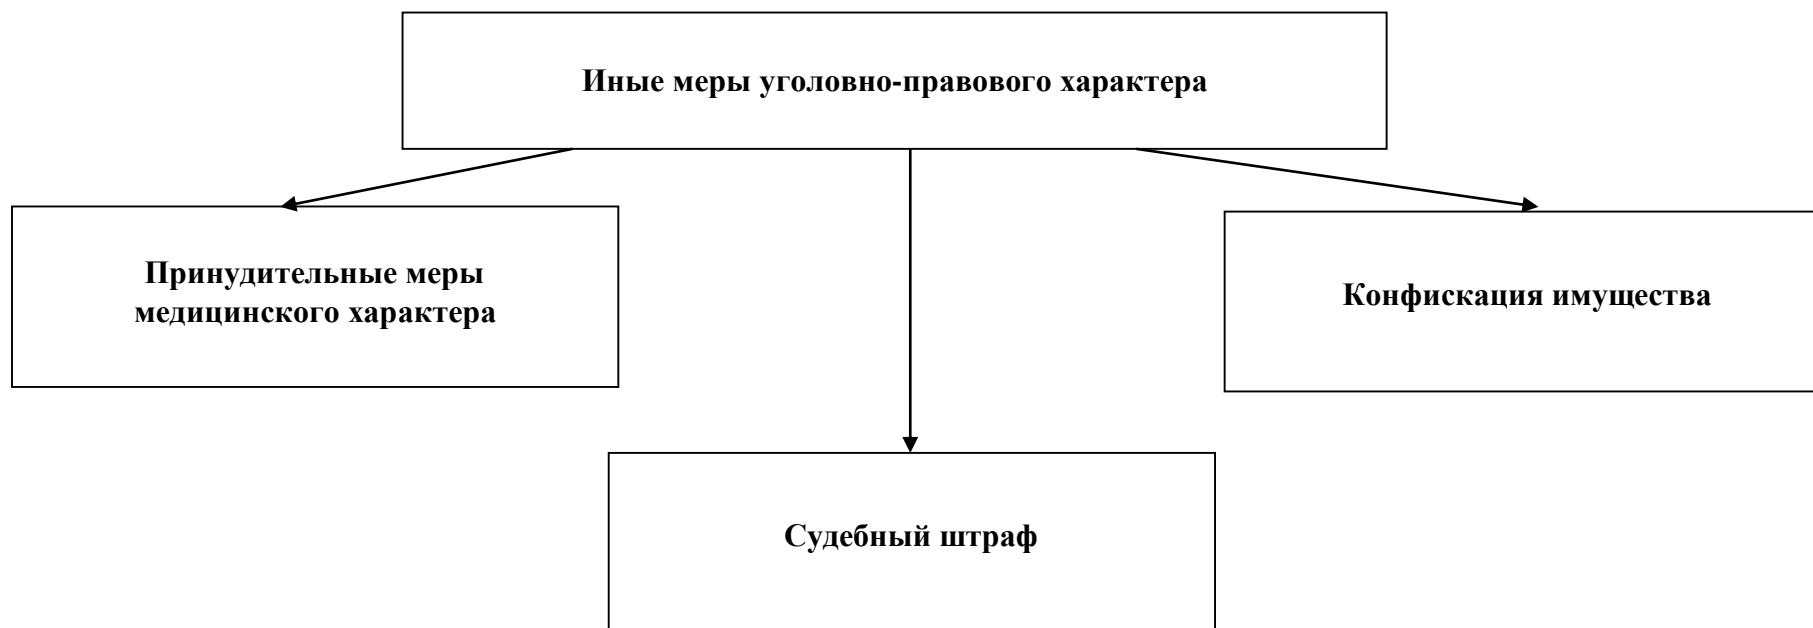 Иные меры уголовно-правового характера
Принудительные меры
медицинского характера
Конфискация имущества
Судебный штраф